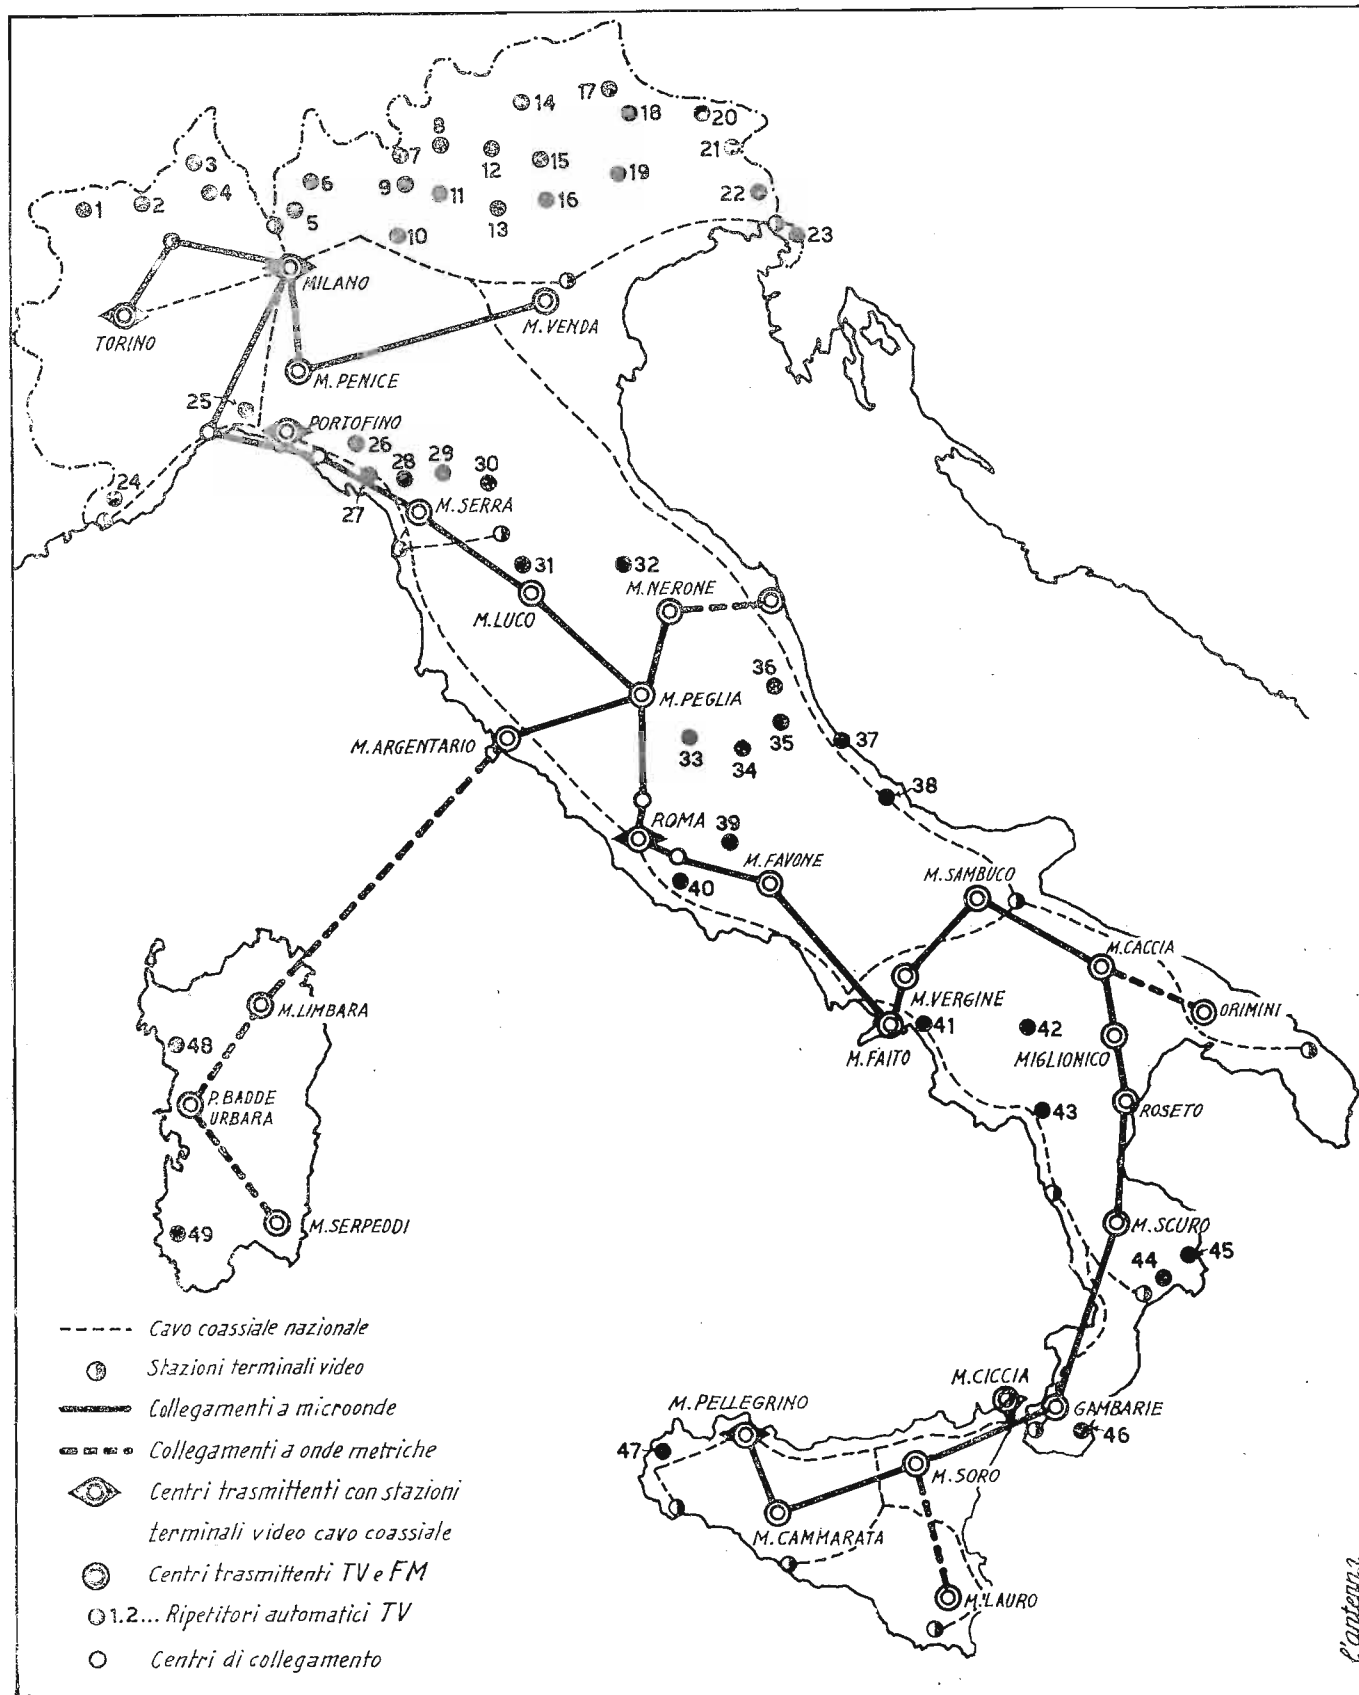 17
14
18
20
8
21
7
12
15
3
19
6
9
4
11
16
22
1
2
5
13
10
23
MILANO
M. VENDA
TORINO
M. PENICE
25
PORTOFINO
26
28
29
30
24
27
M. SERRA
31
32
M. NERONE
M. LUCO
36
M. PEGLIA
35
37
M. ARGENTARIO
33
34
38
ROMA
39
M. FAVONE
40
M. SAMBUCO
M. CACCIA
M. VERGINE
M. LIMBARA
ORIMINI
41
42
48
M. FAITO
MIGLIONICO
P. BADDE
URBARA
43
ROSETO
M. SERPEDDI
M. SCURO
49
44
45
Cavo coassiale nazionale
Stazioni terminali video
M. CICCIA
Collegamenti a microonde
M. PELLEGRINO
GAMBARIE
46
Collegamenti a onde metriche
47
M. SORO
Centri trasmittenti con stazioni
terminali video cavo coassiale
M. CAMMARATA
Centri trasmittenti TV e FM
M. LAURO
1.2... Ripetitori automatici TV
Centri di collegamento
l'antenna